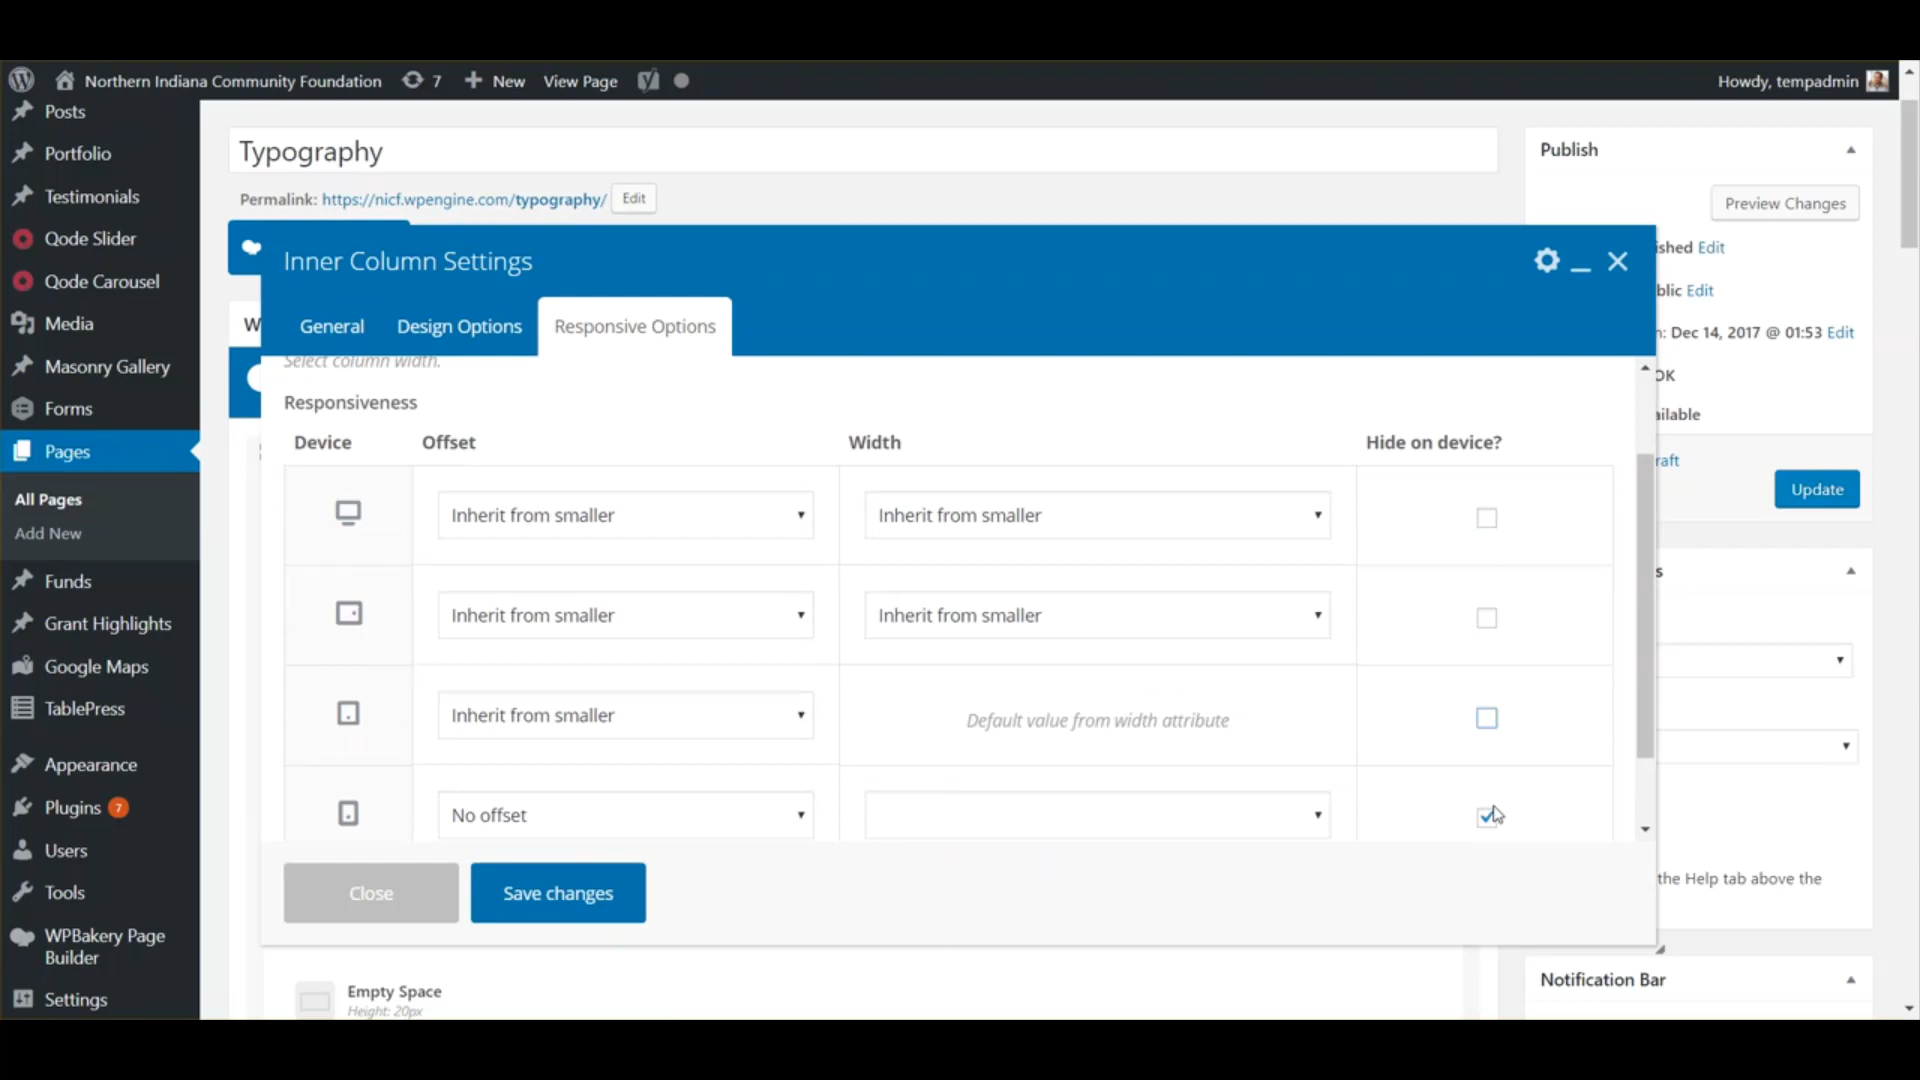 Northern Indiana Community Foundation 7 New View Page Howdy, tempadmin
Posts
Portfolio
Testimonials
Qode Slider
Qode Carousel
Media
Masonry Gallery
Forms
Pages
All Pages
Add New
Funds
Grant Highlights
Google Maps
TablePress
Appearance
Plugins 7
Users
Tools
WPBakery Page
Builder
Settings
Typography
Permalink: https://nicf.wpengine.com/typography/ Edit
W
Inner Column Settings
General Design Options Responsive Options
Select column width.
Responsiveness
Device Offset Width Hide on device?
Inherit from smaller Inherit from smaller
Inherit from smaller Inherit from smaller
Inherit from smaller Default value from width attribute
No offset
Close Save changes
Empty Space
Height: 20px
Publish
Preview Changes
ished Edit
blic Edit
n: Dec 14, 2017 @ 01:53 Edit
OK
ailable
raft
Update
s
the Help tab above the
Notification Bar